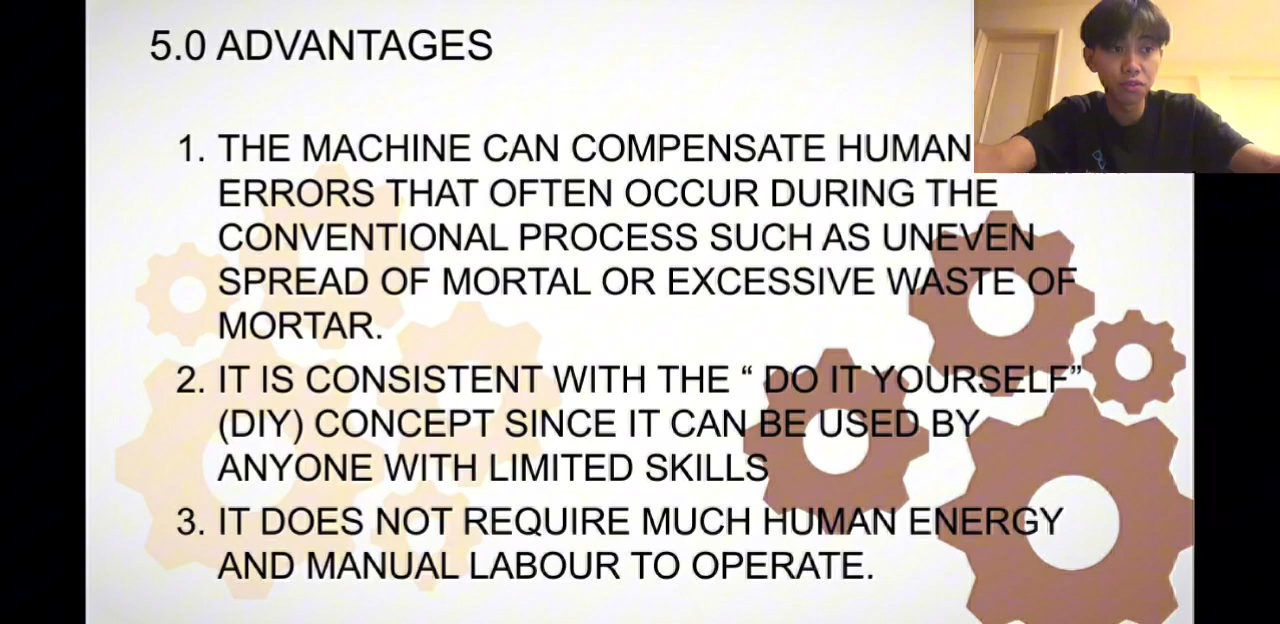 5.0 ADVANTAGES
1. THE MACHINE CAN COMPENSATE HUMAN
ERRORS THAT OFTEN OCCUR DURING THE
CONVENTIONAL PROCESS SUCH AS UNEVEN
SPREAD OF MORTAL OR EXCESSIVE WASTE OF
MORTAR.
2. IT IS CONSISTENT WITH THE “ DO IT YOURSELF”
(DIY) CONCEPT SINCE IT CAN BE USED BY
ANYONE WITH LIMITED SKILLS
3. IT DOES NOT REQUIRE MUCH HUMAN ENERGY
AND MANUAL LABOUR TO OPERATE.